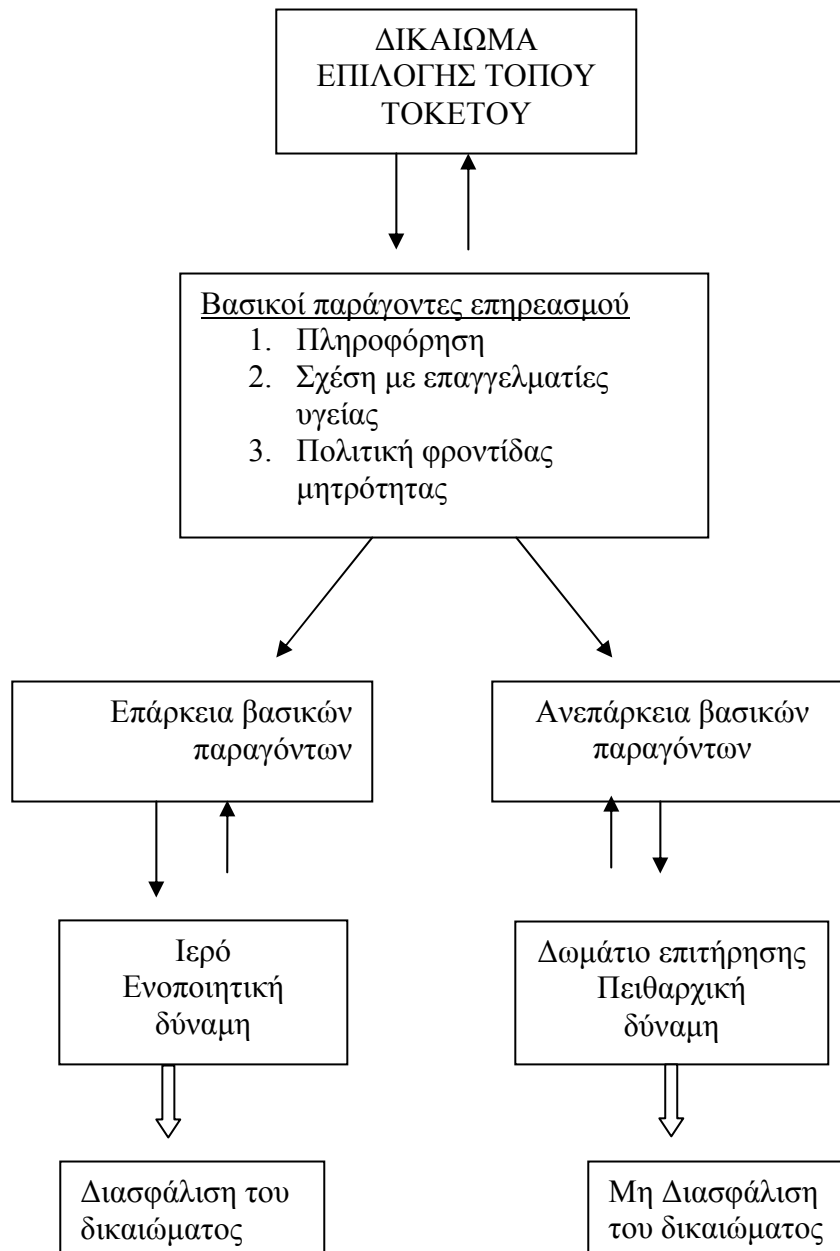 ΔΙΚΑΙΩΜΑ
ΕΠΙΛΟΓΗΣ ΤΟΠΟΥ
ΤΟΚΕΤΟΥ
Βασικοί παράγοντες επηρεασμού
1. Πληροφόρηση
2. Σχέση με επαγγελματίες
υγείας
3. Πολιτική φροντίδας
μητρότητας
Επάρκεια βασικών
παραγόντων
Ανεπάρκεια βασικών
παραγόντων
Ιερό
Ενοποιητική
δύναμη
Δωμάτιο επιτήρησης
Πειθαρχική
δύναμη
Διασφάλιση του
δικαιώματος
Μη Διασφάλιση
του δικαιώματος